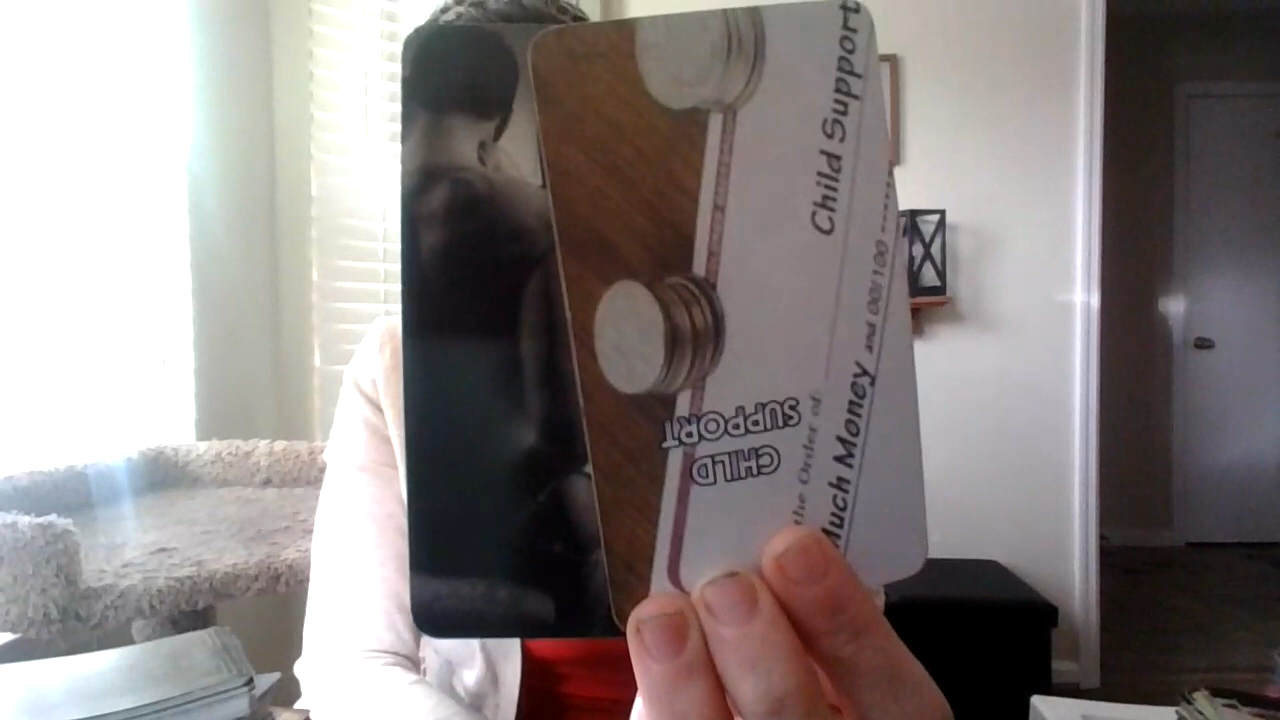 Child Support
the Order of
Much Money and 00/100
CHILD
SUPPORT